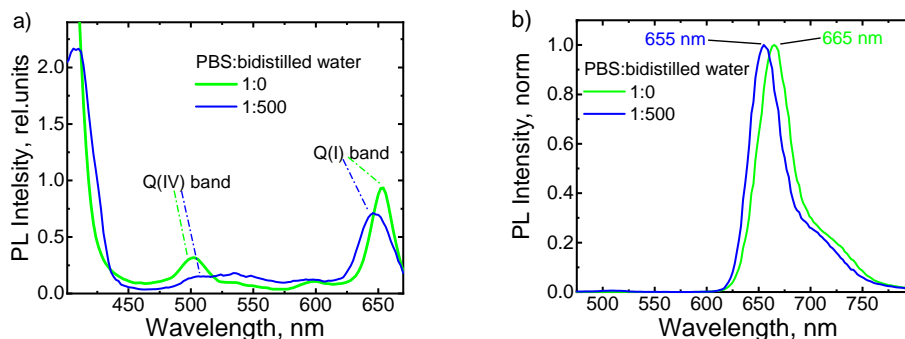 a)
PL Intelsity, rel.units
2.0
1.5
1.0
0.5
0.0
PBS:bidistilled water
1:0
1:500
Q(IV) band
Q(I) band
450 500 550 600 650
Wavelength, nm
b)
PL Intensity, norm
1.0
0.8
0.6
0.4
0.2
0.0
655 nm
665 nm
PBS:bidistilled water
1:0
1:500
500 550 600 650 700 750
Wavelength, nm